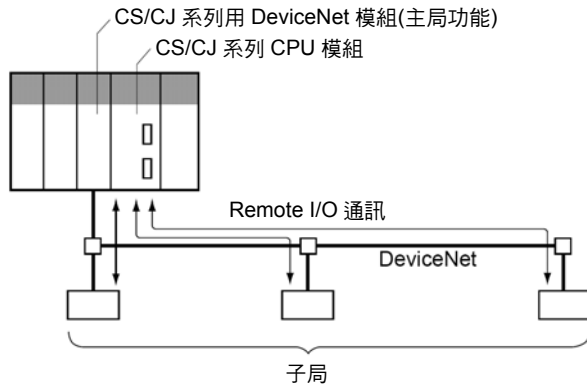 CS/CJ 系列用 DeviceNet 模組(主局功能)
CS/CJ 系列 CPU 模組
Remote I/O 通訊
DeviceNet
子局